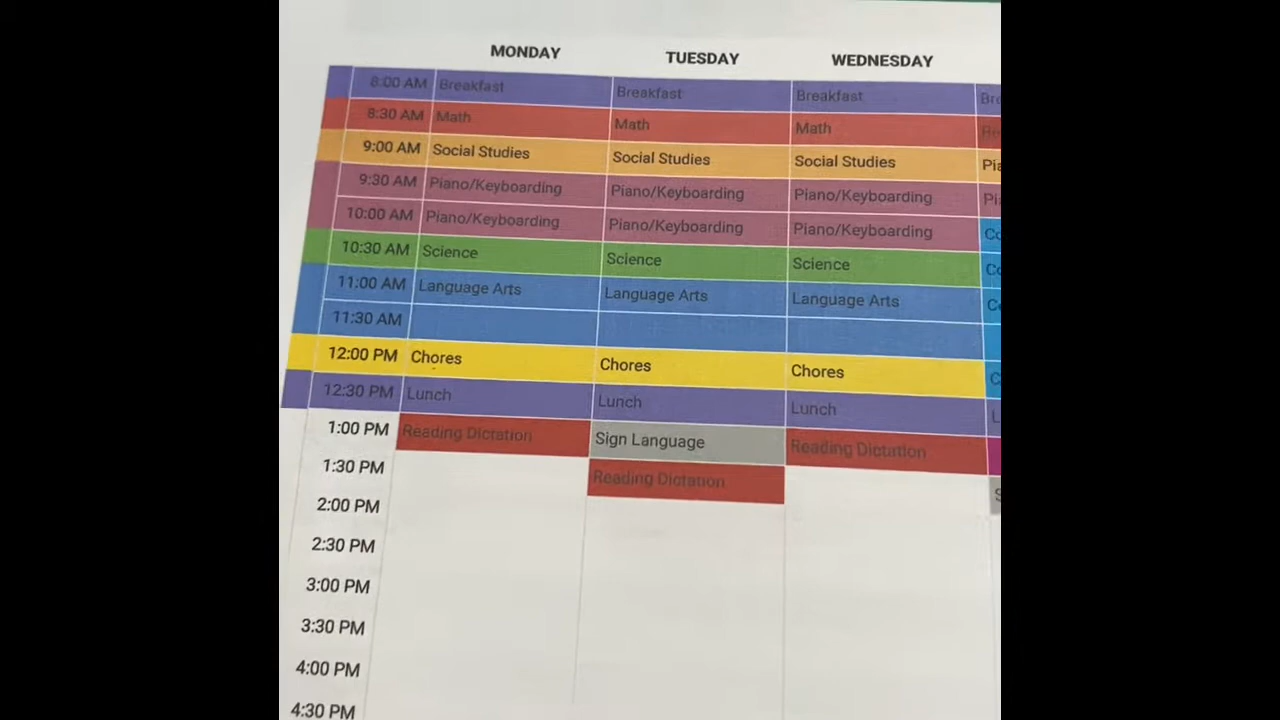 MONDAY TUESDAY WEDNESDAY
8:00 AM Breakfast Breakfast Breakfast
8:30 AM Math Math Math
9:00 AM Social Studies Social Studies Social Studies
9:30 AM Piano/Keyboarding Piano/Keyboarding Piano/Keyboarding
10:00 AM Piano/Keyboarding Piano/Keyboarding Piano/Keyboarding
10:30 AM Science Science Science
11:00 AM Language Arts Language Arts Language Arts
11:30 AM
12:00 PM Chores Chores Chores
12:30 PM Lunch Lunch Lunch
1:00 PM Reading Dictation Sign Language Reading Dictation
1:30 PM Reading Dictation
2:00 PM
2:30 PM
3:00 PM
3:30 PM
4:00 PM
4:30 PM